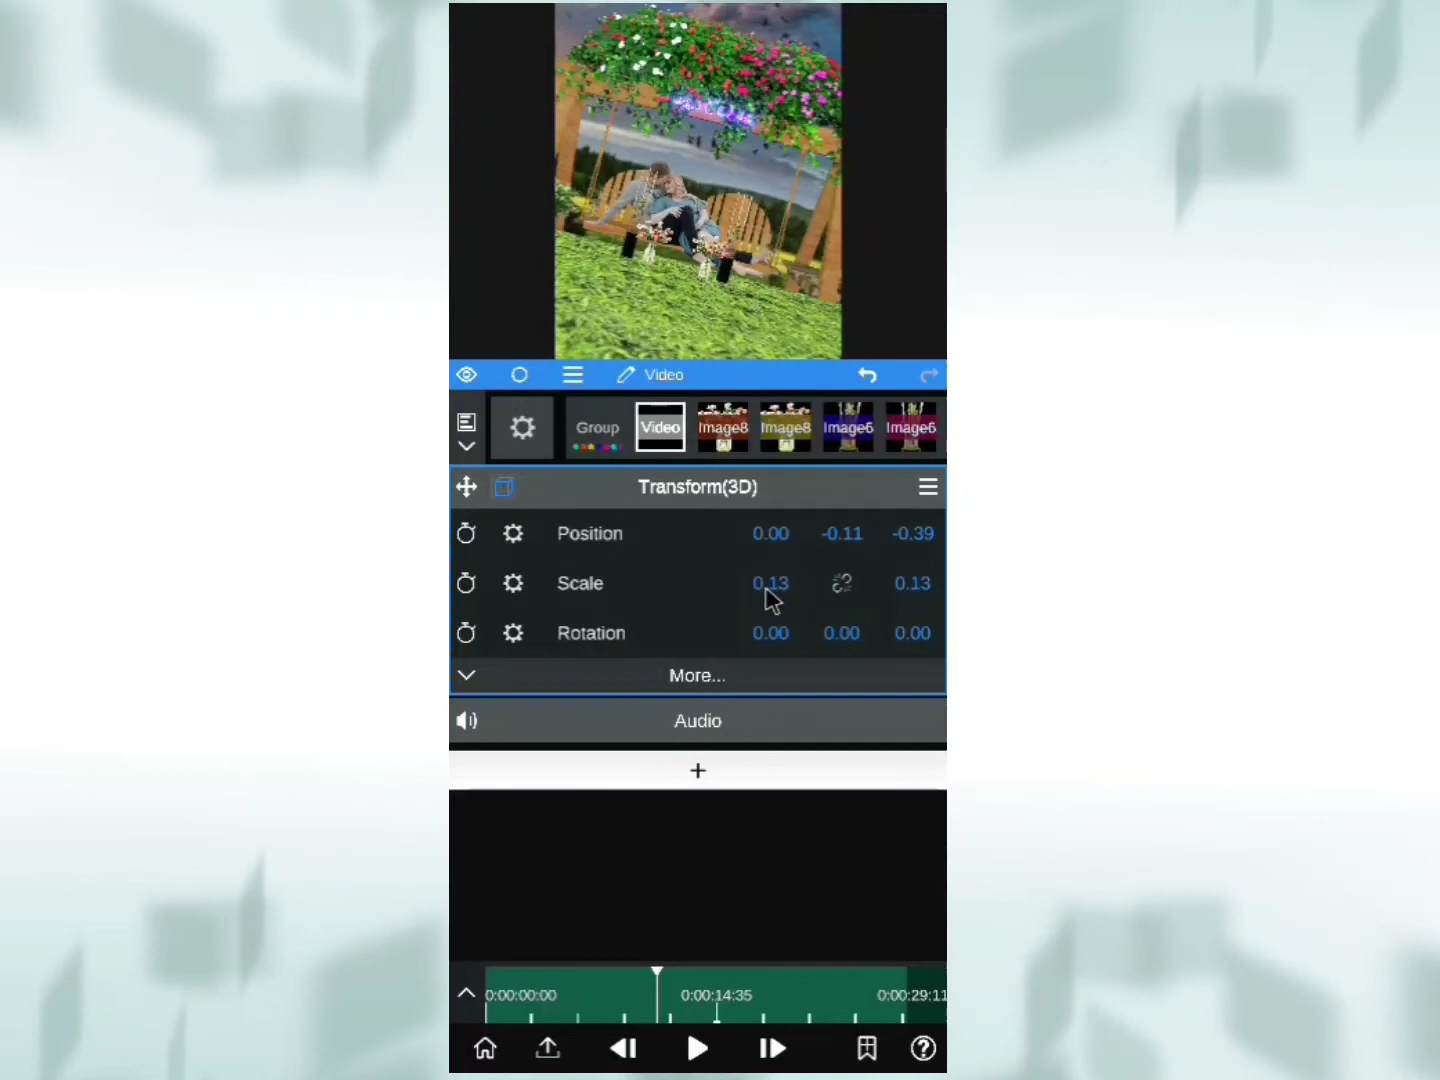 Video
Group
Video
Image8
Image8
Image6
Image6
Transform(3D)
Position 0.00 -0.11 -0.39
Scale 0.13 0.13
Rotation 0.00 0.00 0.00
More...
Audio
+
0:00:00:00 0:00:14:35 0:00:29:11